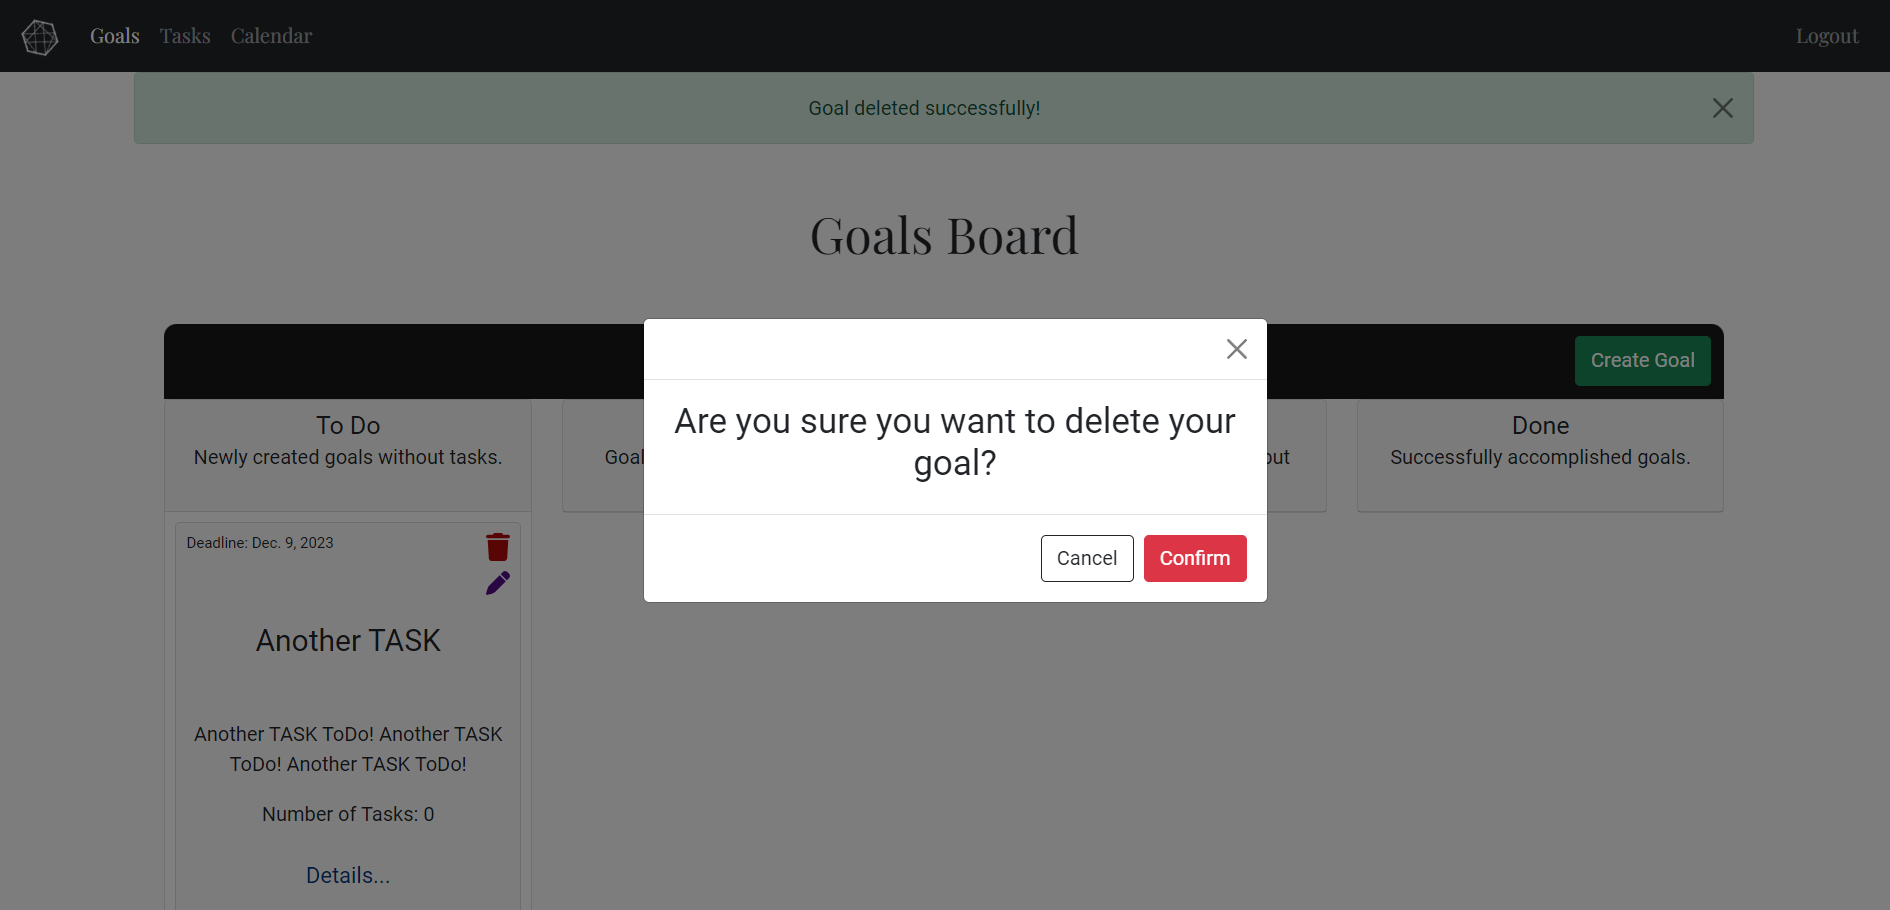 Goals Tasks Calendar Logout
Goal deleted successfully!
Goals Board
Create Goal
Are you sure you want to delete your
goal?
Cancel Confirm
To Do
Newly created goals without tasks.
Done
Successfully accomplished goals.
Deadline: Dec. 9, 2023
Another TASK
Another TASK ToDo! Another TASK
ToDo! Another TASK ToDo!
Number of Tasks: 0
Details...